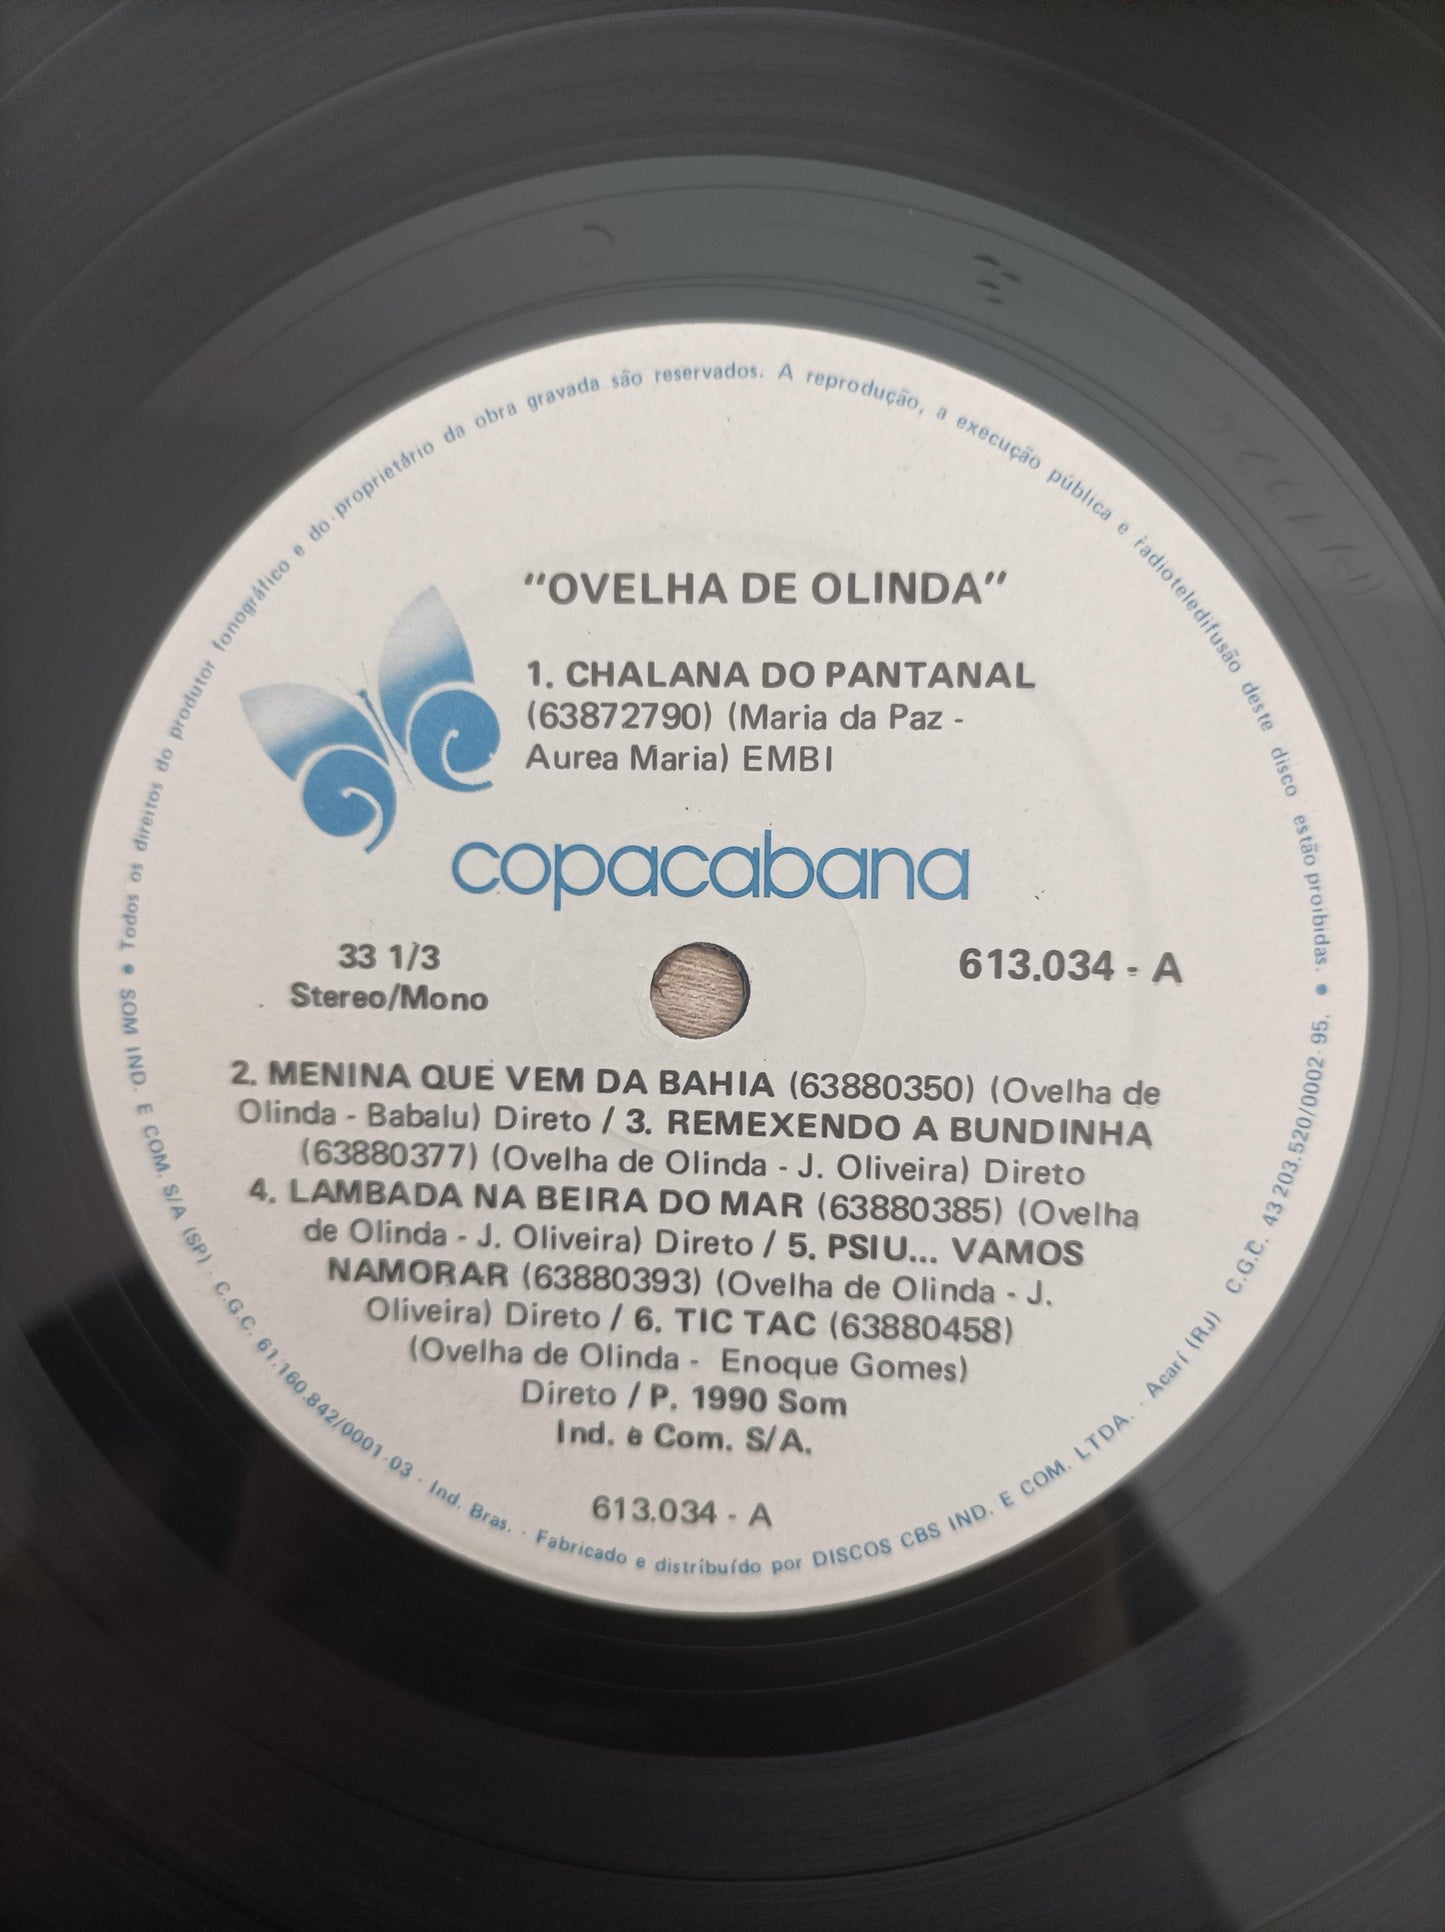 "OVELHA DE OLINDA"
1. CHALANA DO PANTANAL
(63872790) (Maria da Paz -
Aurea Maria) EMBI
copacabana
33 1/3
Stereo/Mono
613.034 - A
2. MENINA QUE VEM DA BAHIA (63880350) (Ovelha de
Olinda - Babalu) Direto / 3. REMEXENDO A BUNDINHA
(63880377) (Ovelha de Olinda - J. Oliveira) Direto
4. LAMBADA NA BEIRA DO MAR (63880385) (Ovelha
de Olinda - J. Oliveira) Direto / 5. PSIU... VAMOS
NAMORAR (63880393) (Ovelha de Olinda - J.
Oliveira) Direto / 6. TIC TAC (63880458)
(Ovelha de Olinda - Enoque Gomes)
Direto / P. 1990 Som
Ind. e Com. S/A.
613.034 - A
• Todos os direitos do produtor fonográfico e do proprietário da obra gravada são reservados. A reprodução, a execução pública e radioteledifusão deste disco estão proibidas. •
SOM IND. E COM. S/A (SP) · C.G.C. 61.160.842/0001-03 · Ind. Bras. · Fabricado e distribuído por DISCOS CBS IND. E COM. LTDA. · Acarí (RJ) C.G.C. 43 203.520/0002-95.